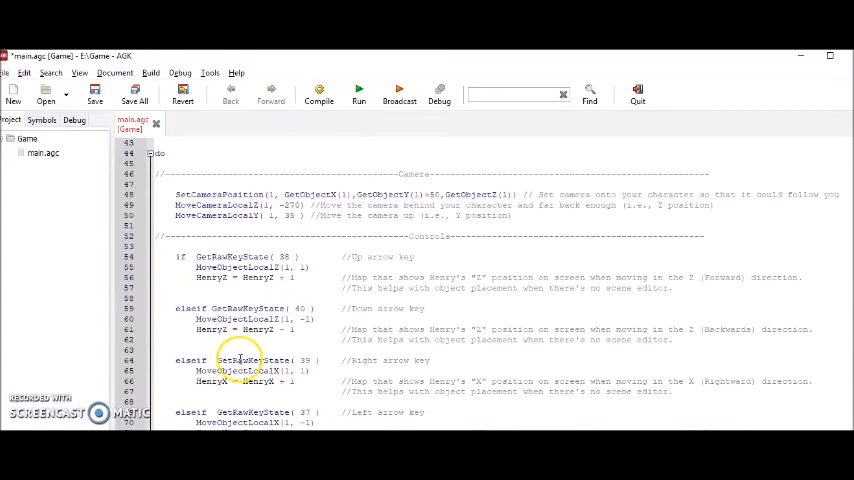 *main.agc [Game] - E:\Game - AGK
Edit Search View Document Build Debug Tools Help
New Open Save Save All Revert Back Forward Compile Run Broadcast Debug Find Quit
Project Symbols Debug main.agc
[Game]
Game
main.agc
43
44 do
45
46 //--------------------------------------------Camera------------------------------------------------------
47
48 SetCameraPosition(1, GetObjectX(1),GetObjectY(1)+50,GetObjectZ(1)) // Set camera onto your character so that it could follow you
49 MoveCameraLocalZ(1, -270) //Move the camera behind your character and far back enough (i.e., Z position)
50 MoveCameraLocalY( 1, 35 ) //Move the camera up (i.e., Y position)
51
52 //----------------------------------------------Controls---------------------------------------------------
53
54 if GetRawKeyState( 38 ) //Up arrow key
55 MoveObjectLocalZ(1, 1)
56 HenryZ = HenryZ + 1 //Map that shows Henry's "Z" position on screen when moving in the Z (Forward) direction.
57 //This helps with object placement when there's no scene editor.
58
59 elseif GetRawKeyState( 40 ) //Down arrow key
60 MoveObjectLocalZ(1, -1)
61 HenryZ = HenryZ - 1 //Map that shows Henry's "Z" position on screen when moving in the Z (Backwards) direction.
62 //This helps with object placement when there's no scene editor.
63
64 elseif GetRawKeyState( 39 ) //Right arrow key
65 MoveObjectLocalX(1, 1)
66 HenryX = HenryX + 1 //Map that shows Henry's "X" position on screen when moving in the X (Rightward) direction.
67 //This helps with object placement when there's no scene editor.
68
elseif GetRawKeyState( 37 ) //Left arrow key
70 MoveObjectLocalX(1, -1)
RECORDED WITH
SCREENCAST MATIC